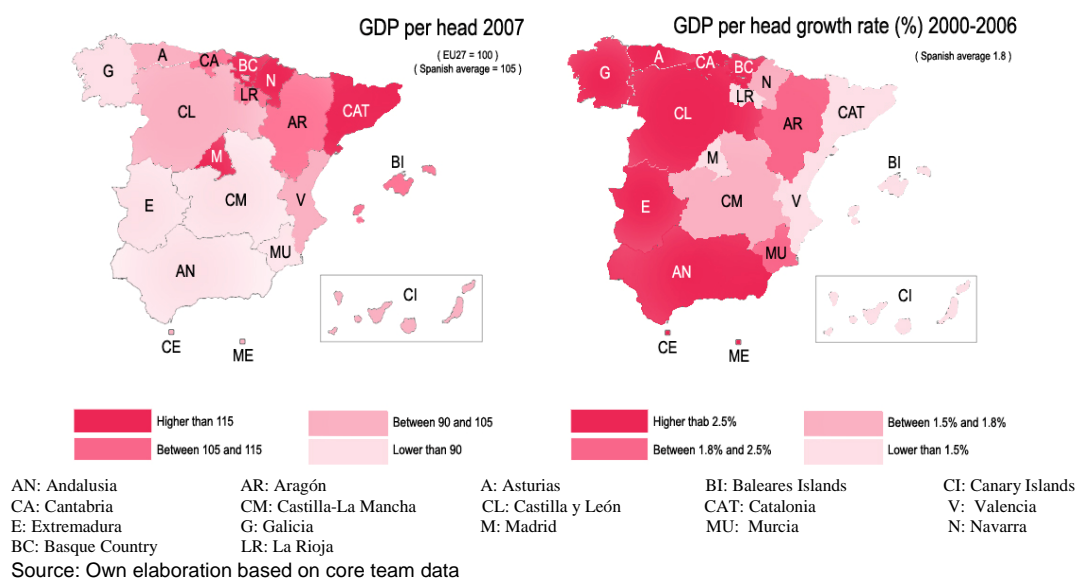 GDP per head 2007
( EU27 = 100 )
( Spanish average = 105 )
G
A
CA
BC
N
LR
CL
AR
CAT
M
BI
E
CM
V
MU
AN
CI
CE
ME
GDP per head growth rate (%) 2000-2006
( Spanish average 1.8 )
G
A
CA
BC
N
LR
CL
AR
CAT
M
BI
E
CM
V
MU
AN
CI
CE
ME
Higher than 115
Between 90 and 105
Between 105 and 115
Lower than 90
Higher thab 2.5%
Between 1.5% and 1.8%
Between 1.8% and 2.5%
Lower than 1.5%
AN: Andalusia AR: Aragón A: Asturias BI: Baleares Islands CI: Canary Islands
CA: Cantabria CM: Castilla-La Mancha CL: Castilla y León CAT: Catalonia V: Valencia
E: Extremadura G: Galicia M: Madrid MU: Murcia N: Navarra
BC: Basque Country LR: La Rioja
Source: Own elaboration based on core team data